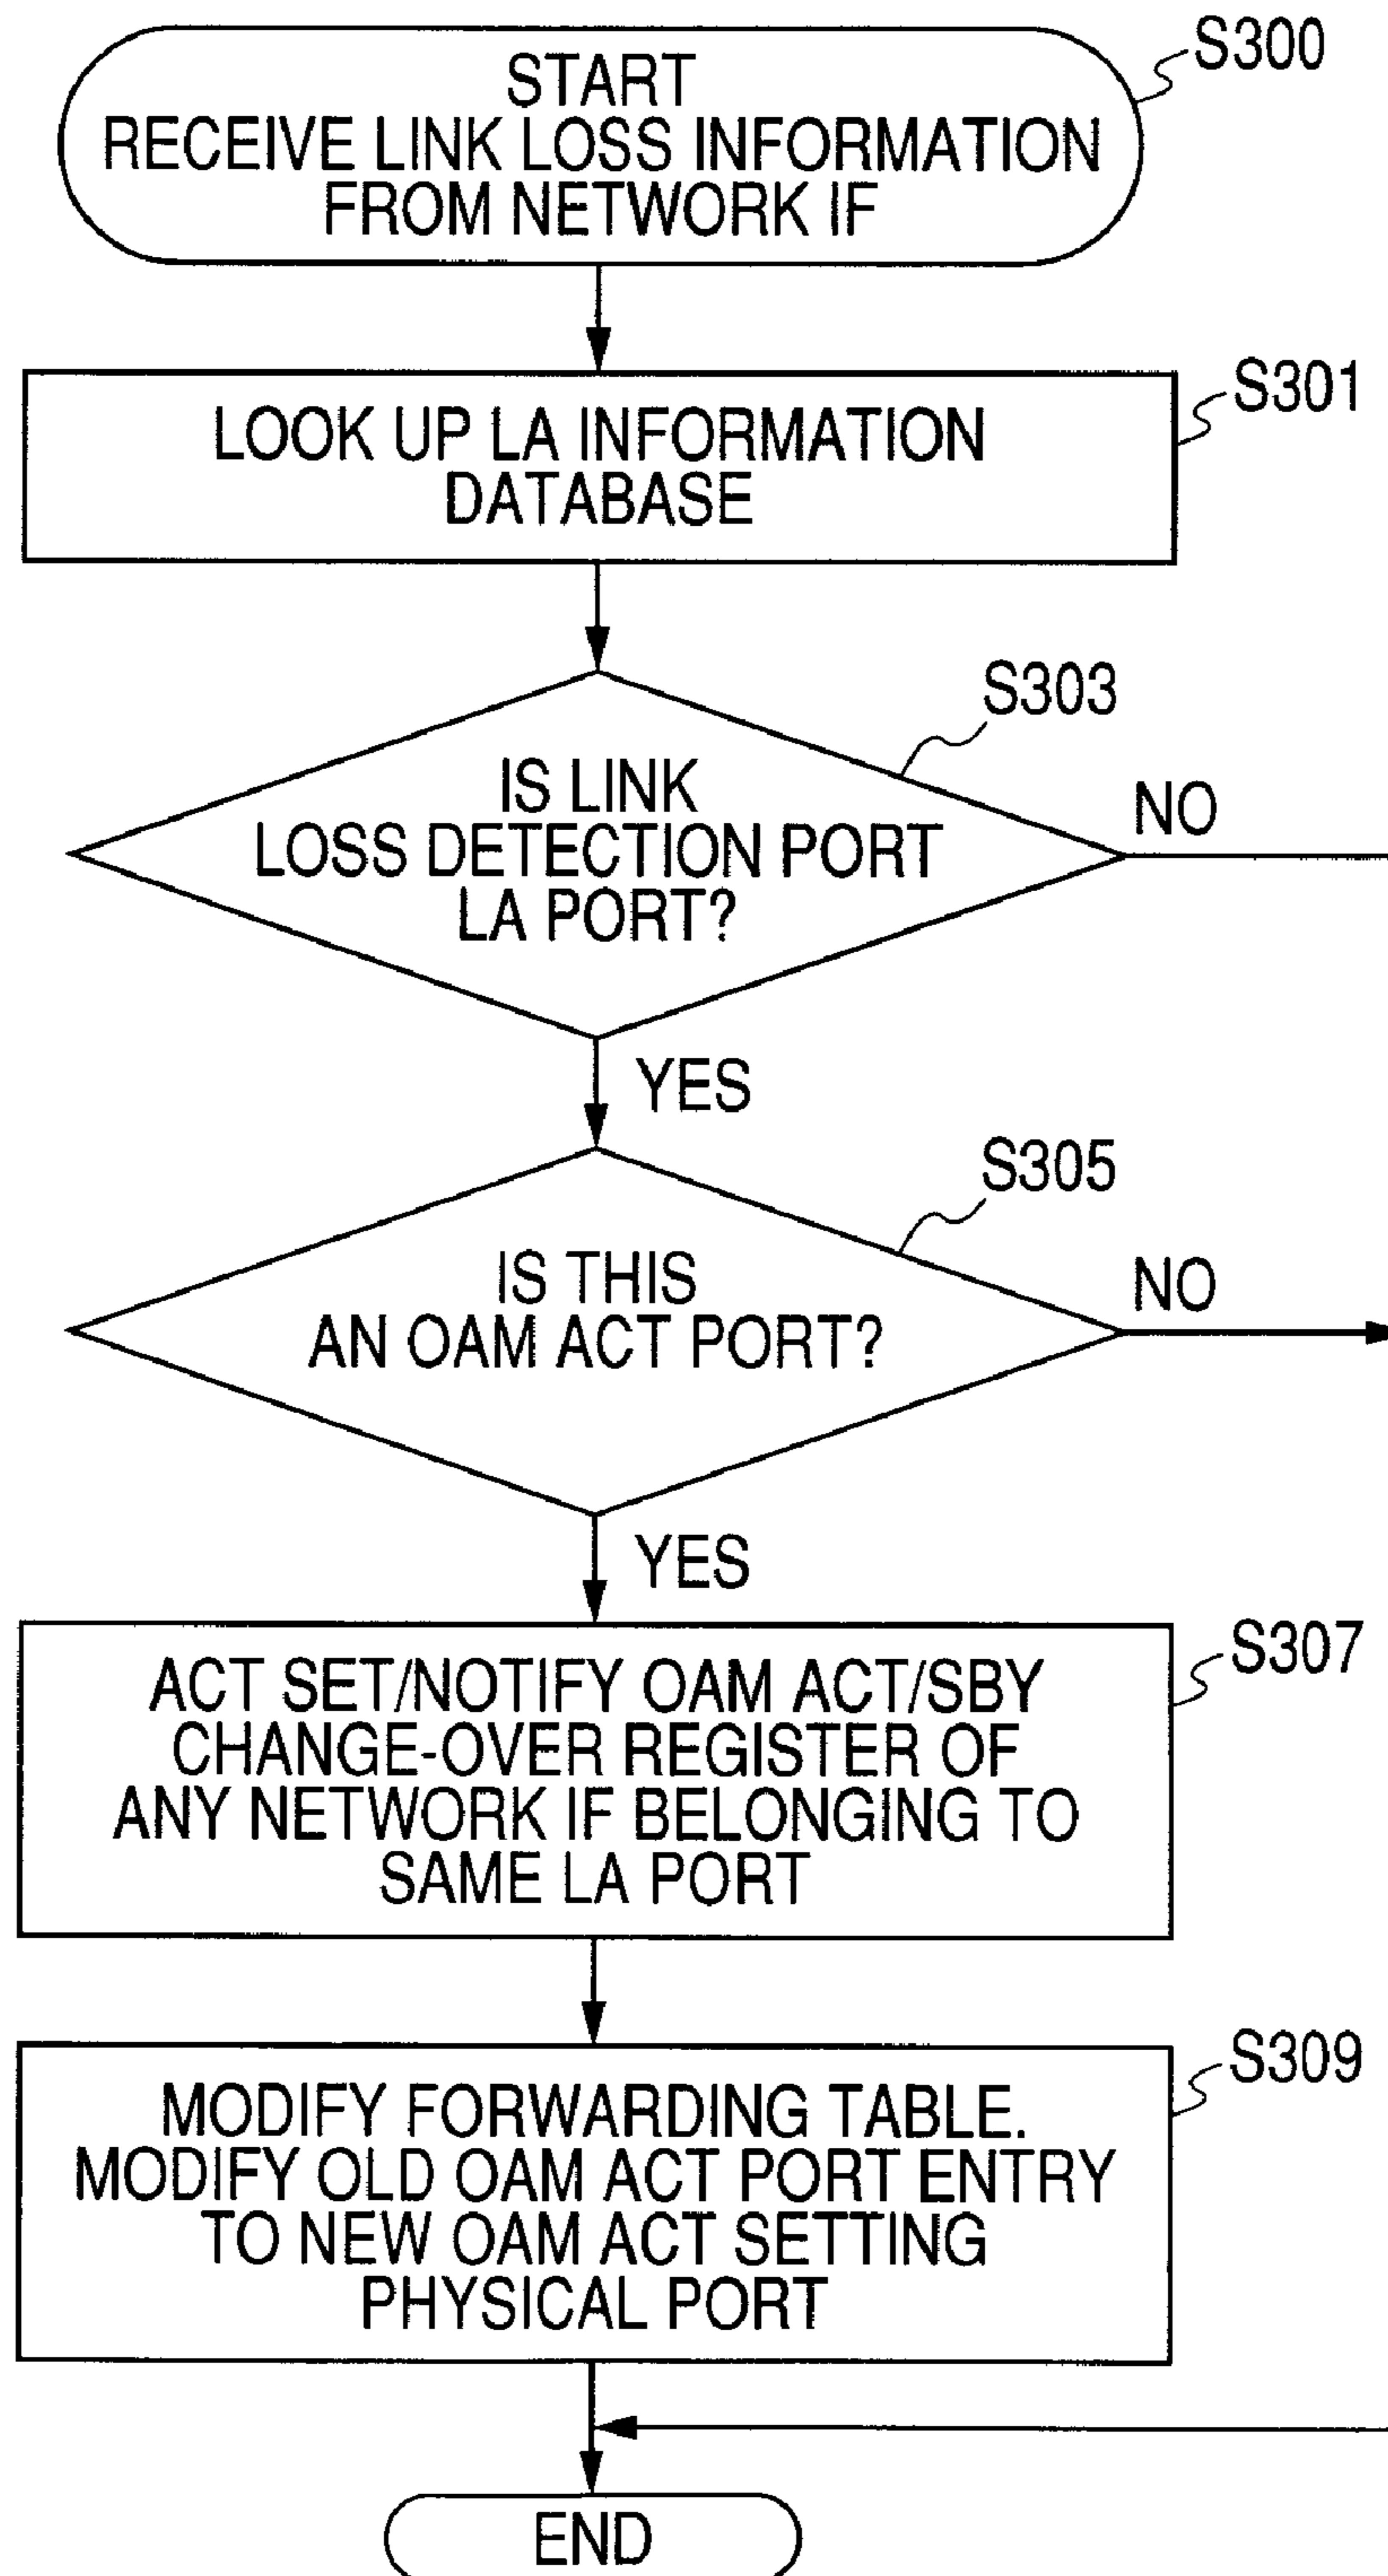 S300
START
RECEIVE LINK LOSS INFORMATION
FROM NETWORK IF
S301
LOOK UP LA INFORMATION
DATABASE
S303
IS LINK
LOSS DETECTION PORT
LA PORT?
NO
YES
S305
IS THIS
AN OAM ACT PORT?
NO
YES
S307
ACT SET/NOTIFY OAM ACT/SBY
CHANGE-OVER REGISTER OF
ANY NETWORK IF BELONGING TO
SAME LA PORT
S309
MODIFY FORWARDING TABLE.
MODIFY OLD OAM ACT PORT ENTRY
TO NEW OAM ACT SETTING
PHYSICAL PORT
END